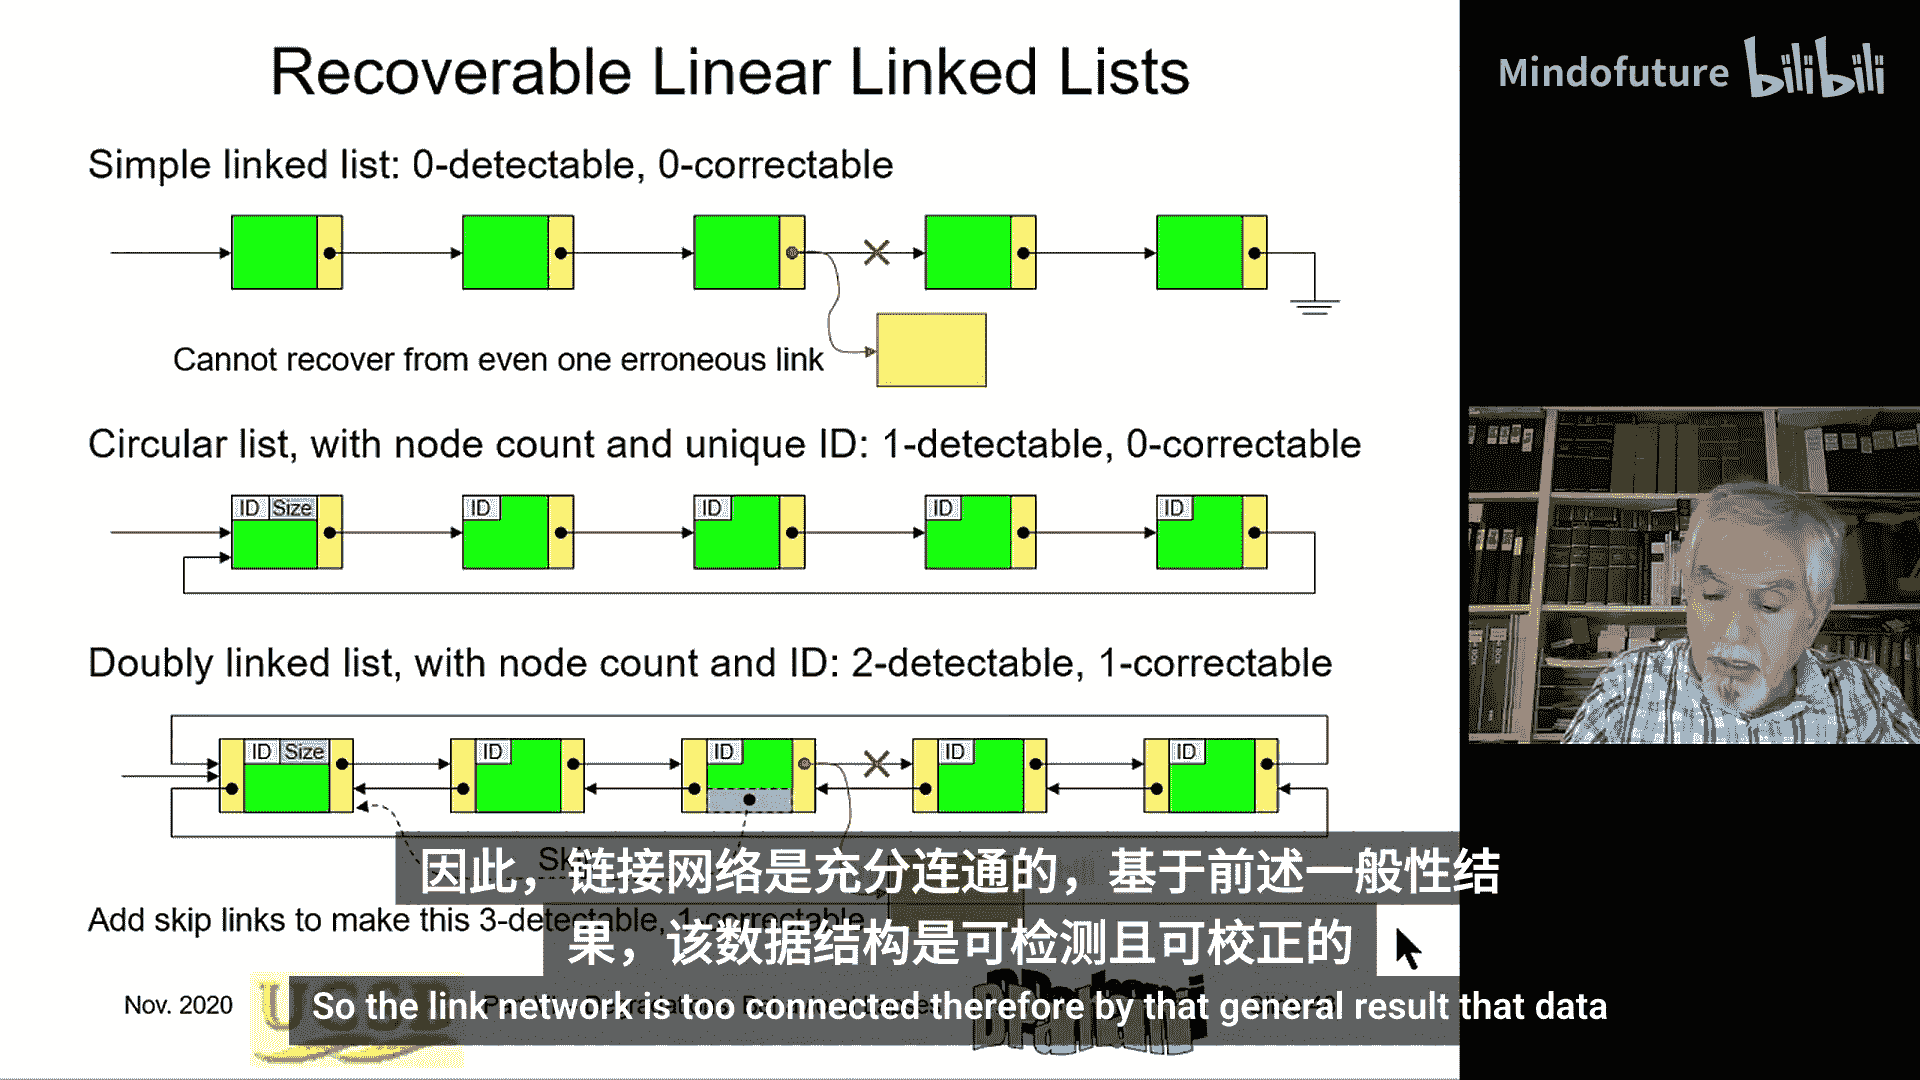 Recoverable Linear Linked Lists
Mindofuture bilibili
Simple linked list: 0-detectable, 0-correctable
Cannot recover from even one erroneous link
Circular list, with node count and unique ID: 1-detectable, 0-correctable
ID Size ID ID ID ID
Doubly linked list, with node count and ID: 2-detectable, 1-correctable
ID Size ID ID ID ID
因此，链接网络是充分连通的，基于前述一般性结
果，该数据结构是可检测且可校正的
Add skip links to make this 3-detectable, 1-correctable
Nov. 2020
So the link network is too connected therefore by that general result that data